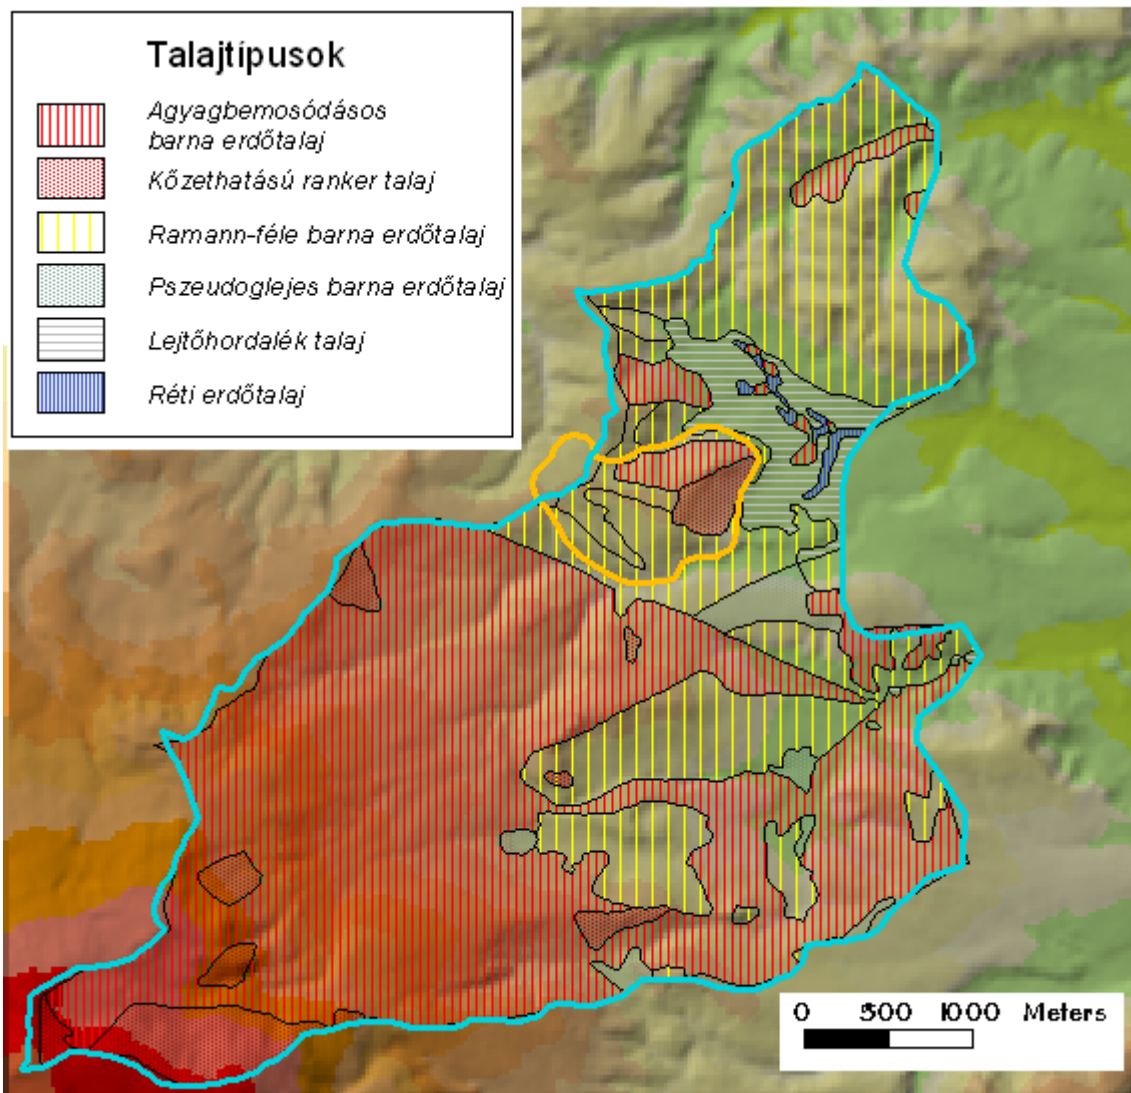 Talajtípusok
Agyagbemosódásos
barna erdőtalaj
Kőzethatású ranker talaj
Ramann-féle barna erdőtalaj
Pszeudoglejes barna erdőtalaj
Lejtőhordalék talaj
Réti erdőtalaj
0 500 1000 Meters